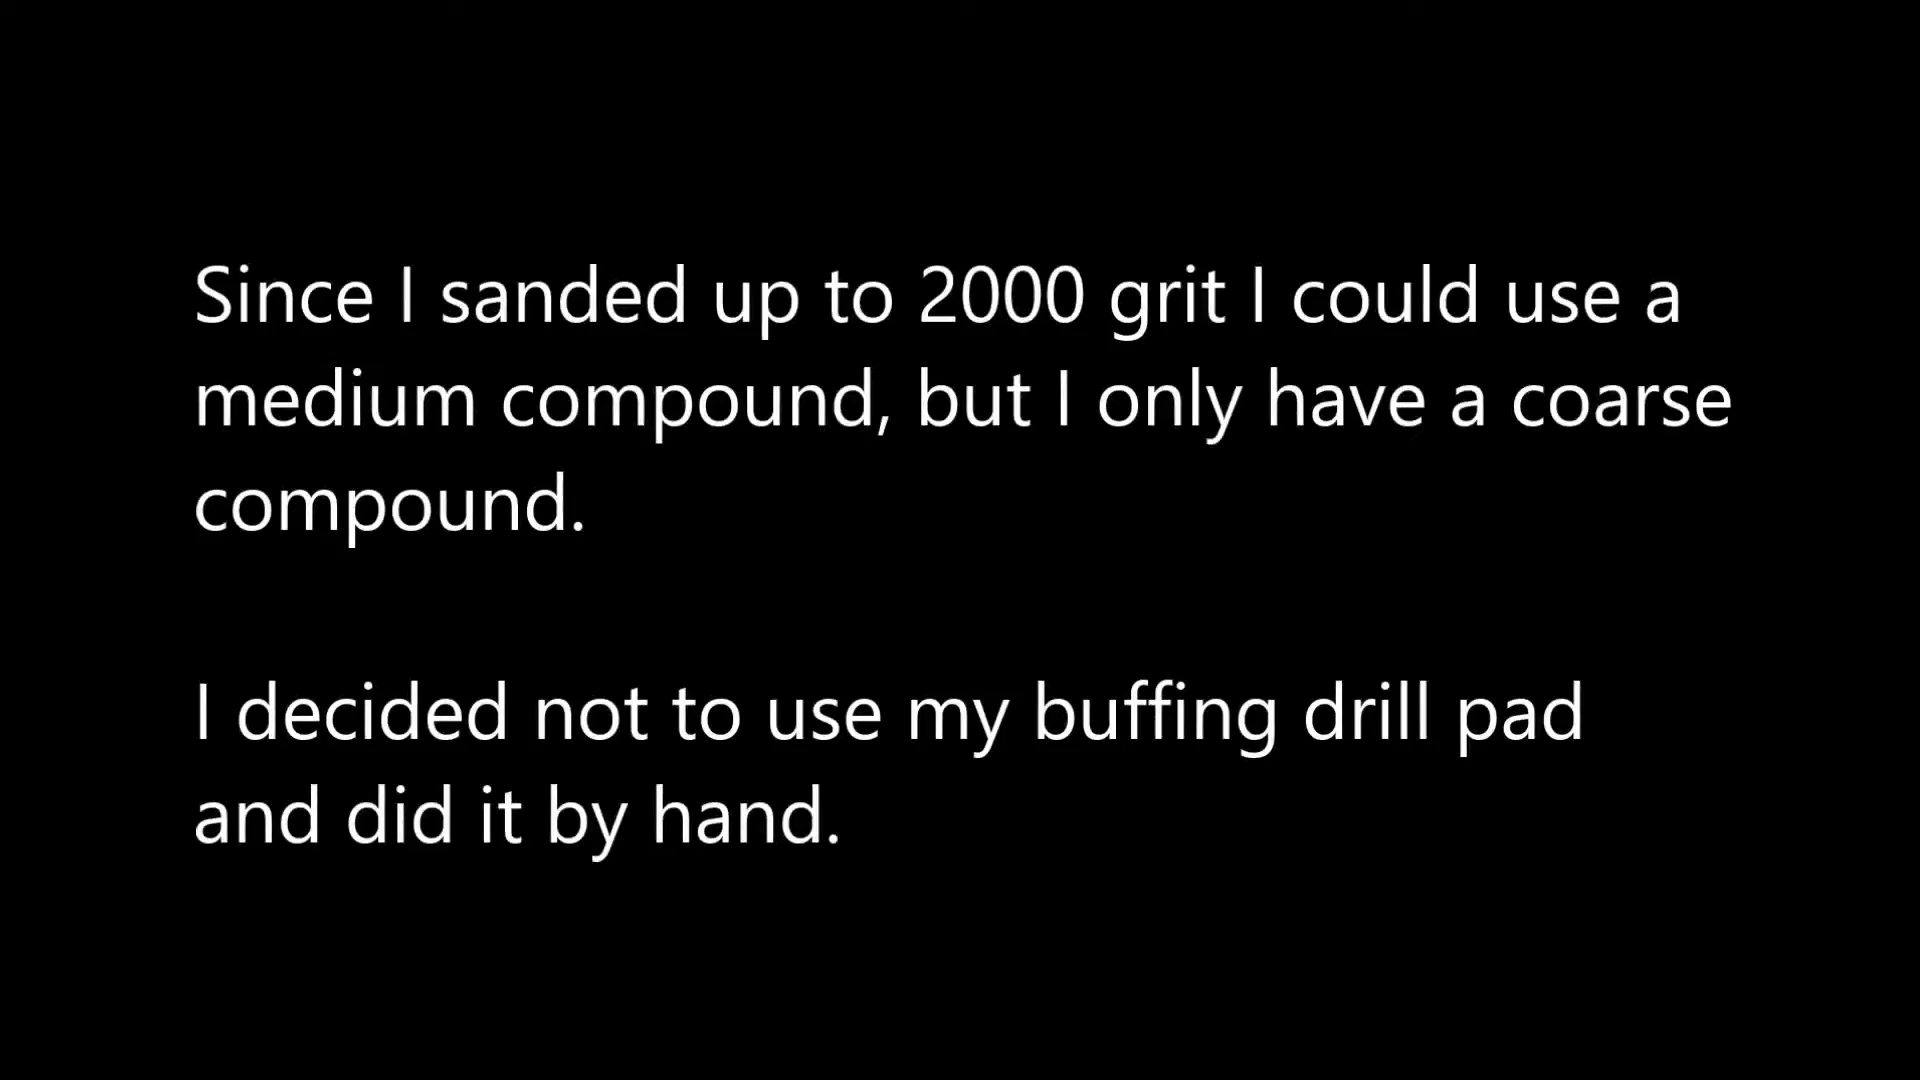 Since I sanded up to 2000 grit I could use a
medium compound, but I only have a coarse
compound.
I decided not to use my buffing drill pad
and did it by hand.